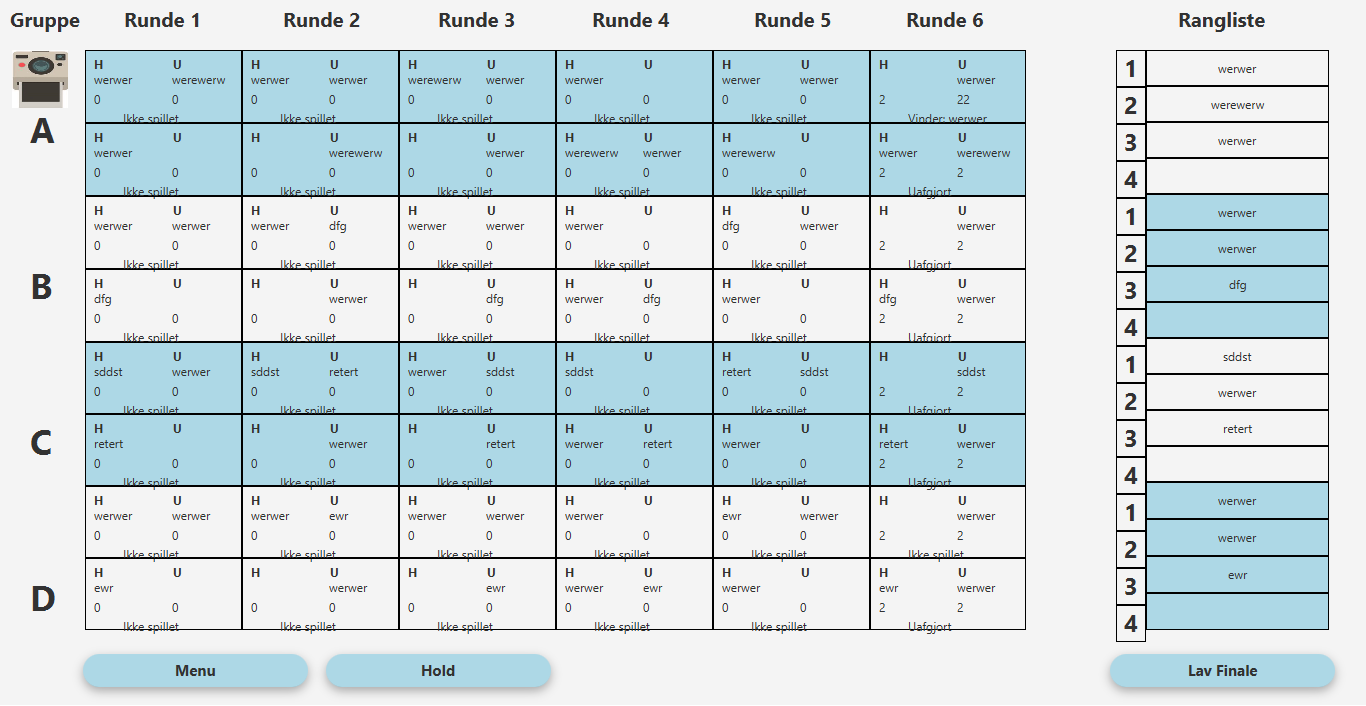 Gruppe Runde 1 Runde 2 Runde 3 Runde 4 Runde 5 Runde 6 Rangliste
H U H U H U H U H U H U
werwer werewerw werwer werwer werewerw werwer werwer werwer werwer werwer
0 0 0 0 0 0 0 0 0 0 2 22
Ikke spillet Ikke spillet Ikke spillet Ikke spillet Ikke spillet Vinder: werwer
A
H U H U H U H U H U H U
werwer werewerw werwer werewerw werwer werewerw werwer werewerw
0 0 0 0 0 0 0 0 0 0 2 2
Ikke spillet Ikke spillet Ikke spillet Ikke spillet Ikke spillet Uafgjort
H U H U H U H U H U H U
werwer werwer werwer dfg werwer werwer werwer dfg werwer werwer
0 0 0 0 0 0 0 0 0 0 2 2
Ikke spillet Ikke spillet Ikke spillet Ikke spillet Ikke spillet Uafgjort
B
H U H U H U H U H U H U
dfg werwer dfg werwer dfg werwer dfg werwer
0 0 0 0 0 0 0 0 0 0 2 2
Ikke spillet Ikke spillet Ikke spillet Ikke spillet Ikke spillet Uafgjort
H U H U H U H U H U H U
sddst werwer sddst retert werwer sddst sddst retert sddst sddst
0 0 0 0 0 0 0 0 0 0 2 2
Ikke spillet Ikke spillet Ikke spillet Ikke spillet Ikke spillet Uafgjort
C
H U H U H U H U H U H U
retert werwer retert werwer retert werwer retert werwer
0 0 0 0 0 0 0 0 0 0 2 2
Ikke spillet Ikke spillet Ikke spillet Ikke spillet Ikke spillet Uafgjort
H U H U H U H U H U H U
werwer werwer werwer ewr werwer werwer werwer ewr werwer werwer
0 0 0 0 0 0 0 0 0 0 2 2
Ikke spillet Ikke spillet Ikke spillet Ikke spillet Ikke spillet Ikke spillet
D
H U H U H U H U H U H U
ewr werwer ewr werwer ewr werwer ewr werwer
0 0 0 0 0 0 0 0 0 0 2 2
Ikke spillet Ikke spillet Ikke spillet Ikke spillet Ikke spillet Uafgjort
1 werwer
2 werewerw
3 werwer
4
1 werwer
2 werwer
3 dfg
4
1 sddst
2 werwer
3 retert
4
1 werwer
2 werwer
3 ewr
4
Menu Hold Lav Finale